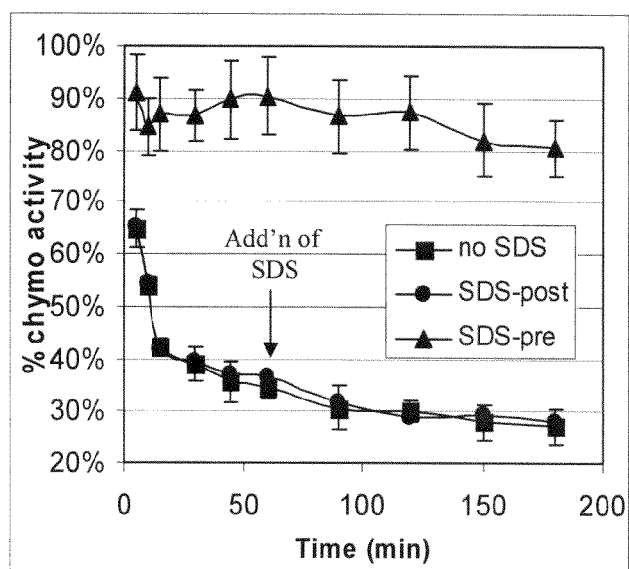 100%
90%
80%
70%
60%
50%
40%
30%
20%
% chymo activity
Add'n of
SDS
no SDS
SDS-post
SDS-pre
0
50
100
150
200
Time (min)